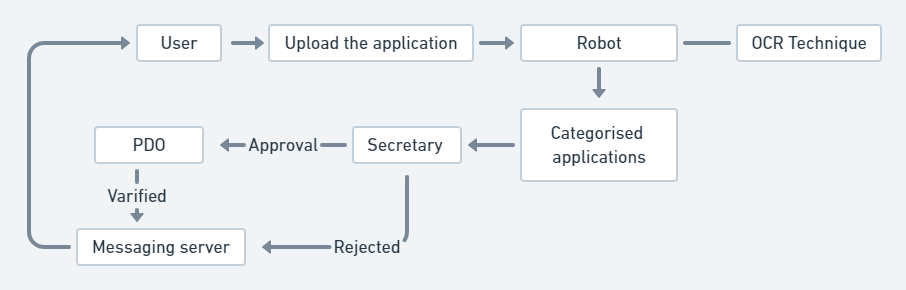 User
Upload the application
Robot
OCR Technique
Categorised
applications
PDO
Approval
Secretary
Varified
Messaging server
Rejected